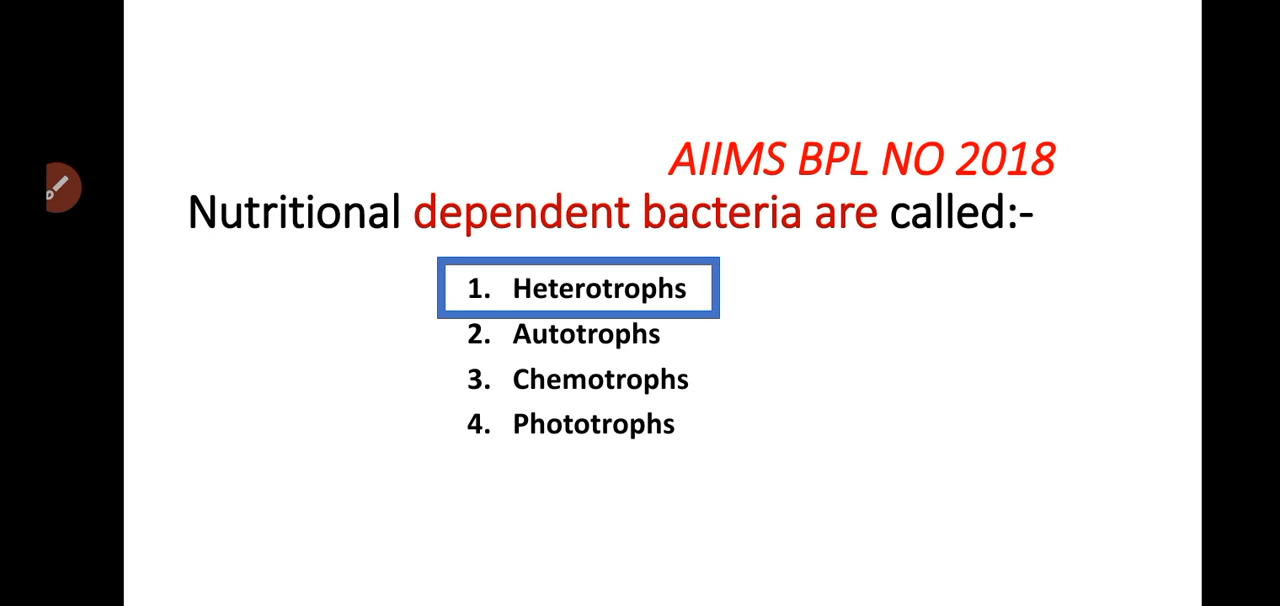 AIIMS BPL NO 2018
Nutritional dependent bacteria are called:-
1. Heterotrophs
2. Autotrophs
3. Chemotrophs
4. Phototrophs